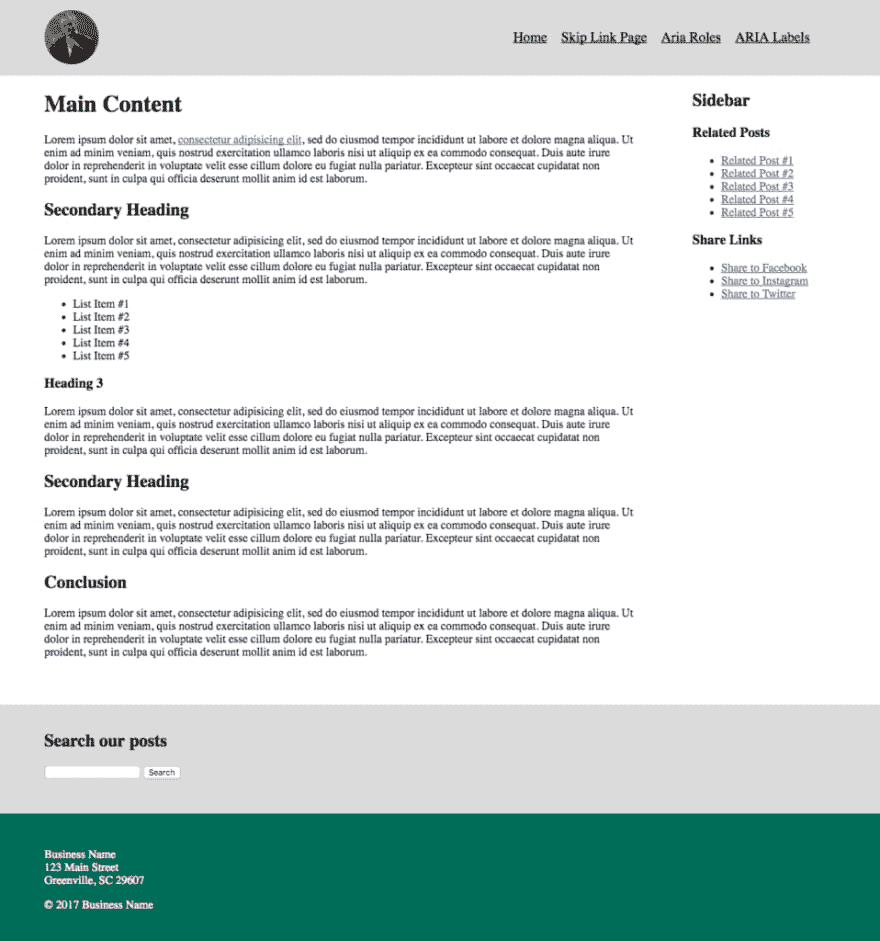 Home Skip Link Page Aria Roles ARIA Labels
Main Content
Lorem ipsum dolor sit amet, consectetur adipisicing elit, sed do eiusmod tempor incididunt ut labore et dolore magna aliqua. Ut
enim ad minim veniam, quis nostrud exercitation ullamco laboris nisi ut aliquip ex ea commodo consequat. Duis aute irure
dolor in reprehenderit in voluptate velit esse cillum dolore eu fugiat nulla pariatur. Excepteur sint occaecat cupidatat non
proident, sunt in culpa qui officia deserunt mollit anim id est laborum.
Secondary Heading
Lorem ipsum dolor sit amet, consectetur adipisicing elit, sed do eiusmod tempor incididunt ut labore et dolore magna aliqua. Ut
enim ad minim veniam, quis nostrud exercitation ullamco laboris nisi ut aliquip ex ea commodo consequat. Duis aute irure
dolor in reprehenderit in voluptate velit esse cillum dolore eu fugiat nulla pariatur. Excepteur sint occaecat cupidatat non
proident, sunt in culpa qui officia deserunt mollit anim id est laborum.
• List Item #1
• List Item #2
• List Item #3
• List Item #4
• List Item #5
Heading 3
Lorem ipsum dolor sit amet, consectetur adipisicing elit, sed do eiusmod tempor incididunt ut labore et dolore magna aliqua. Ut
enim ad minim veniam, quis nostrud exercitation ullamco laboris nisi ut aliquip ex ea commodo consequat. Duis aute irure
dolor in reprehenderit in voluptate velit esse cillum dolore eu fugiat nulla pariatur. Excepteur sint occaecat cupidatat non
proident, sunt in culpa qui officia deserunt mollit anim id est laborum.
Secondary Heading
Lorem ipsum dolor sit amet, consectetur adipisicing elit, sed do eiusmod tempor incididunt ut labore et dolore magna aliqua. Ut
enim ad minim veniam, quis nostrud exercitation ullamco laboris nisi ut aliquip ex ea commodo consequat. Duis aute irure
dolor in reprehenderit in voluptate velit esse cillum dolore eu fugiat nulla pariatur. Excepteur sint occaecat cupidatat non
proident, sunt in culpa qui officia deserunt mollit anim id est laborum.
Conclusion
Lorem ipsum dolor sit amet, consectetur adipisicing elit, sed do eiusmod tempor incididunt ut labore et dolore magna aliqua. Ut
enim ad minim veniam, quis nostrud exercitation ullamco laboris nisi ut aliquip ex ea commodo consequat. Duis aute irure
dolor in reprehenderit in voluptate velit esse cillum dolore eu fugiat nulla pariatur. Excepteur sint occaecat cupidatat non
proident, sunt in culpa qui officia deserunt mollit anim id est laborum.
Sidebar
Related Posts
• Related Post #1
• Related Post #2
• Related Post #3
• Related Post #4
• Related Post #5
Share Links
• Share to Facebook
• Share to Instagram
• Share to Twitter
Search our posts
Search
Business Name
123 Main Street
Greenville, SC 29607
© 2017 Business Name